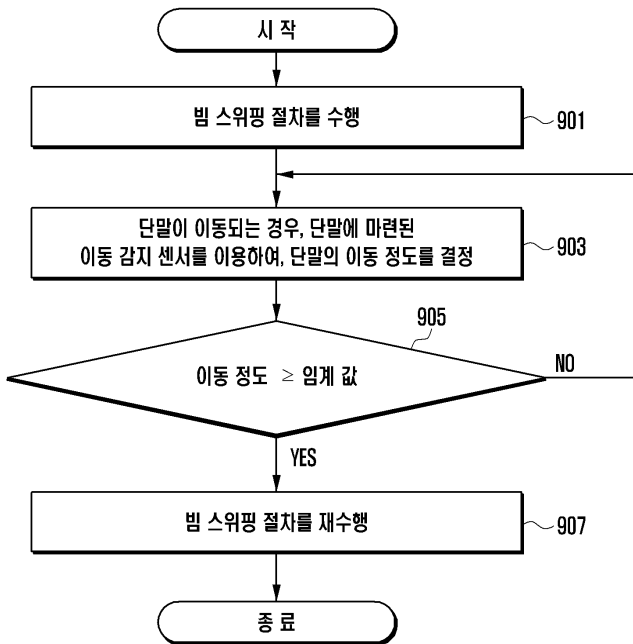 시 작
빔 스위핑 절차를 수행
901
단말이 이동되는 경우, 단말에 마련된
이동 감지 센서를 이용하여, 단말의 이동 정도를 결정
903
905
이동 정도 ≥ 임계 값
NO
YES
빔 스위핑 절차를 재수행
907
종 료